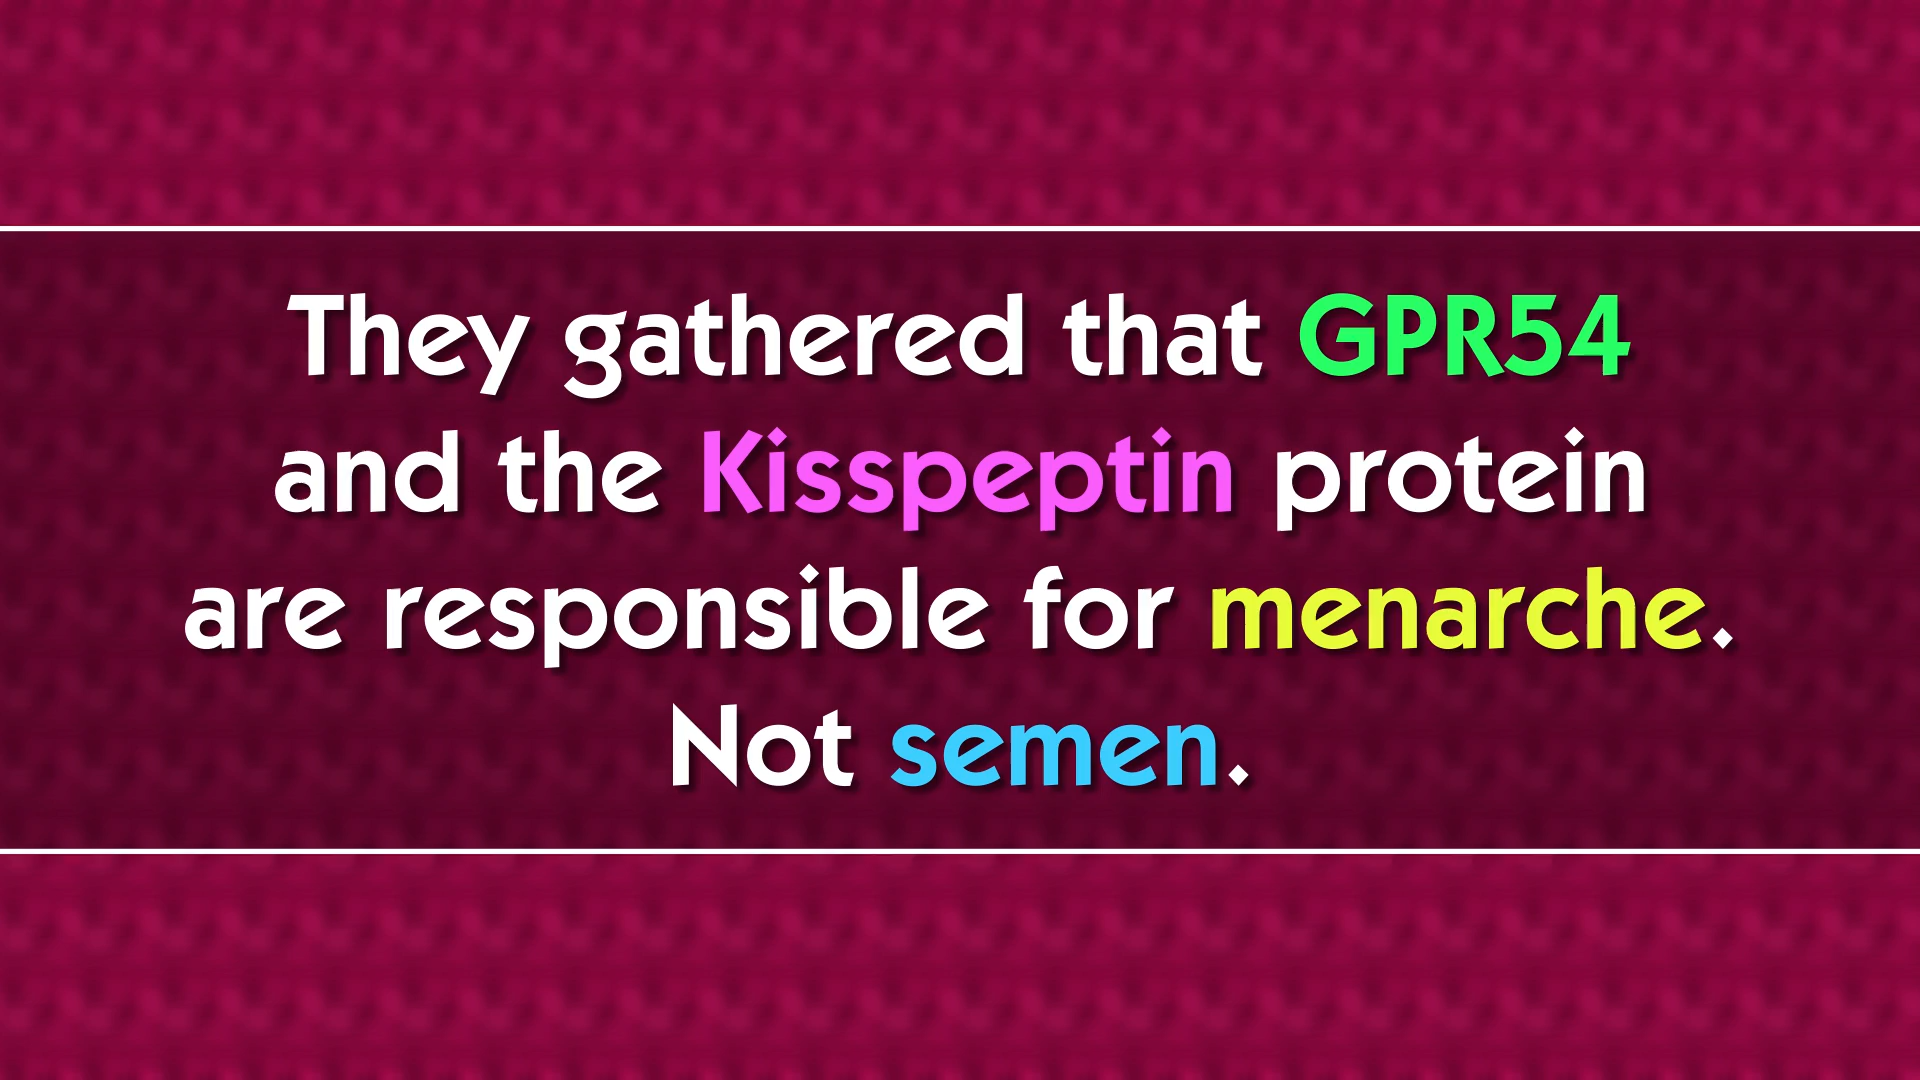 They gathered that GPR54
and the Kisspeptin protein
are responsible for menarche.
Not semen.